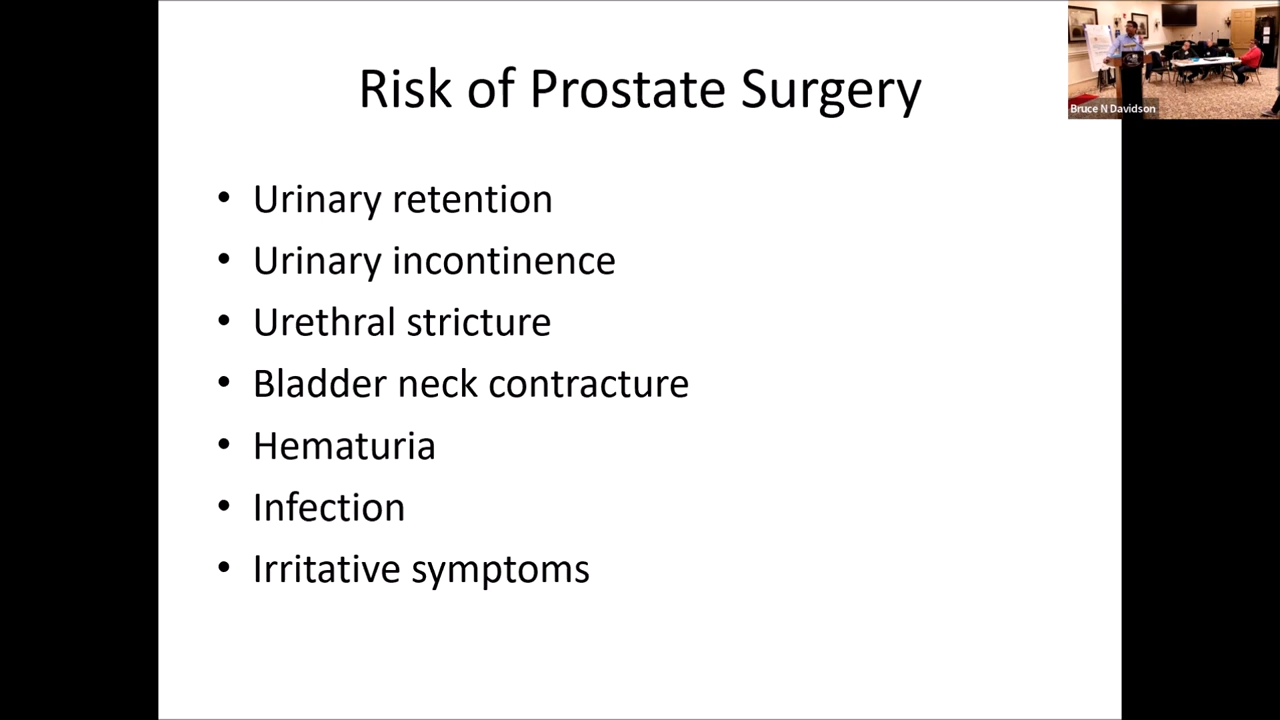 Risk of Prostate Surgery
Bruce N Davidson
• Urinary retention
• Urinary incontinence
• Urethral stricture
• Bladder neck contracture
• Hematuria
• Infection
• Irritative symptoms